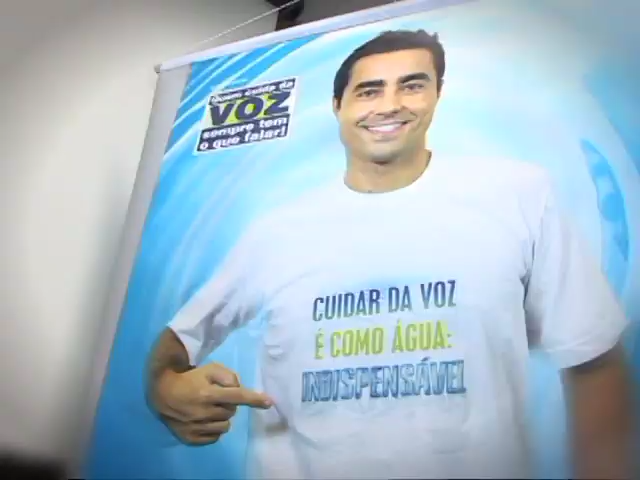 Quem cuida da
VOZ
sempre tem
o que falar!
CUIDAR DA VOZ
É COMO ÁGUA:
INDISPENSÁVEL